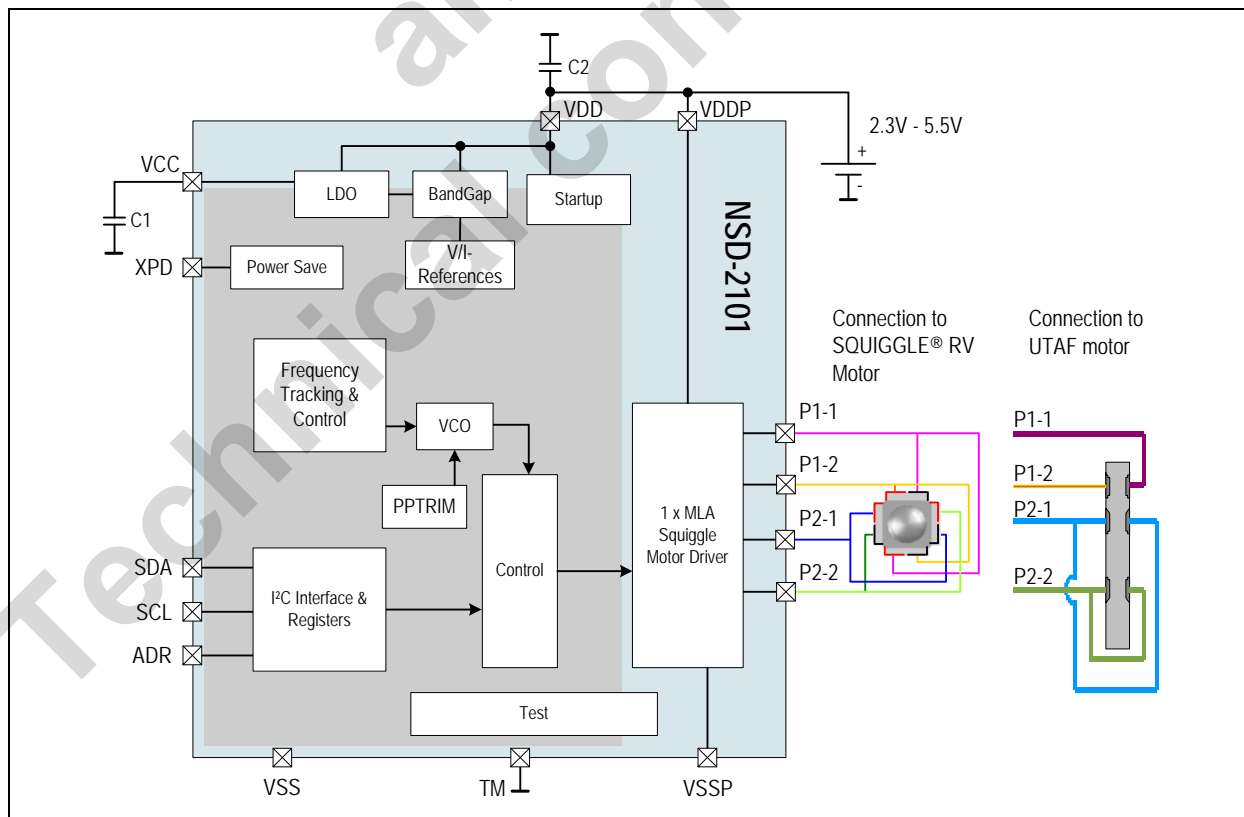 C2
VDD
VDDP
2.3V - 5.5V
+
-
VCC
C1
LDO
BandGap
Startup
XPD
Power Save
V/I-
References
NSD-2101
Connection to
SQUIGGLE® RV
Motor
Connection to
UTAF motor
Frequency
Tracking &
Control
VCO
PPTRIM
Control
1 x MLA
Squiggle
Motor Driver
P1-1
P1-2
P2-1
P2-2
P1-1
P1-2
P2-1
P2-2
SDA
SCL
ADR
I²C Interface &
Registers
Test
VSS
TM
VSSP
Technical con
a